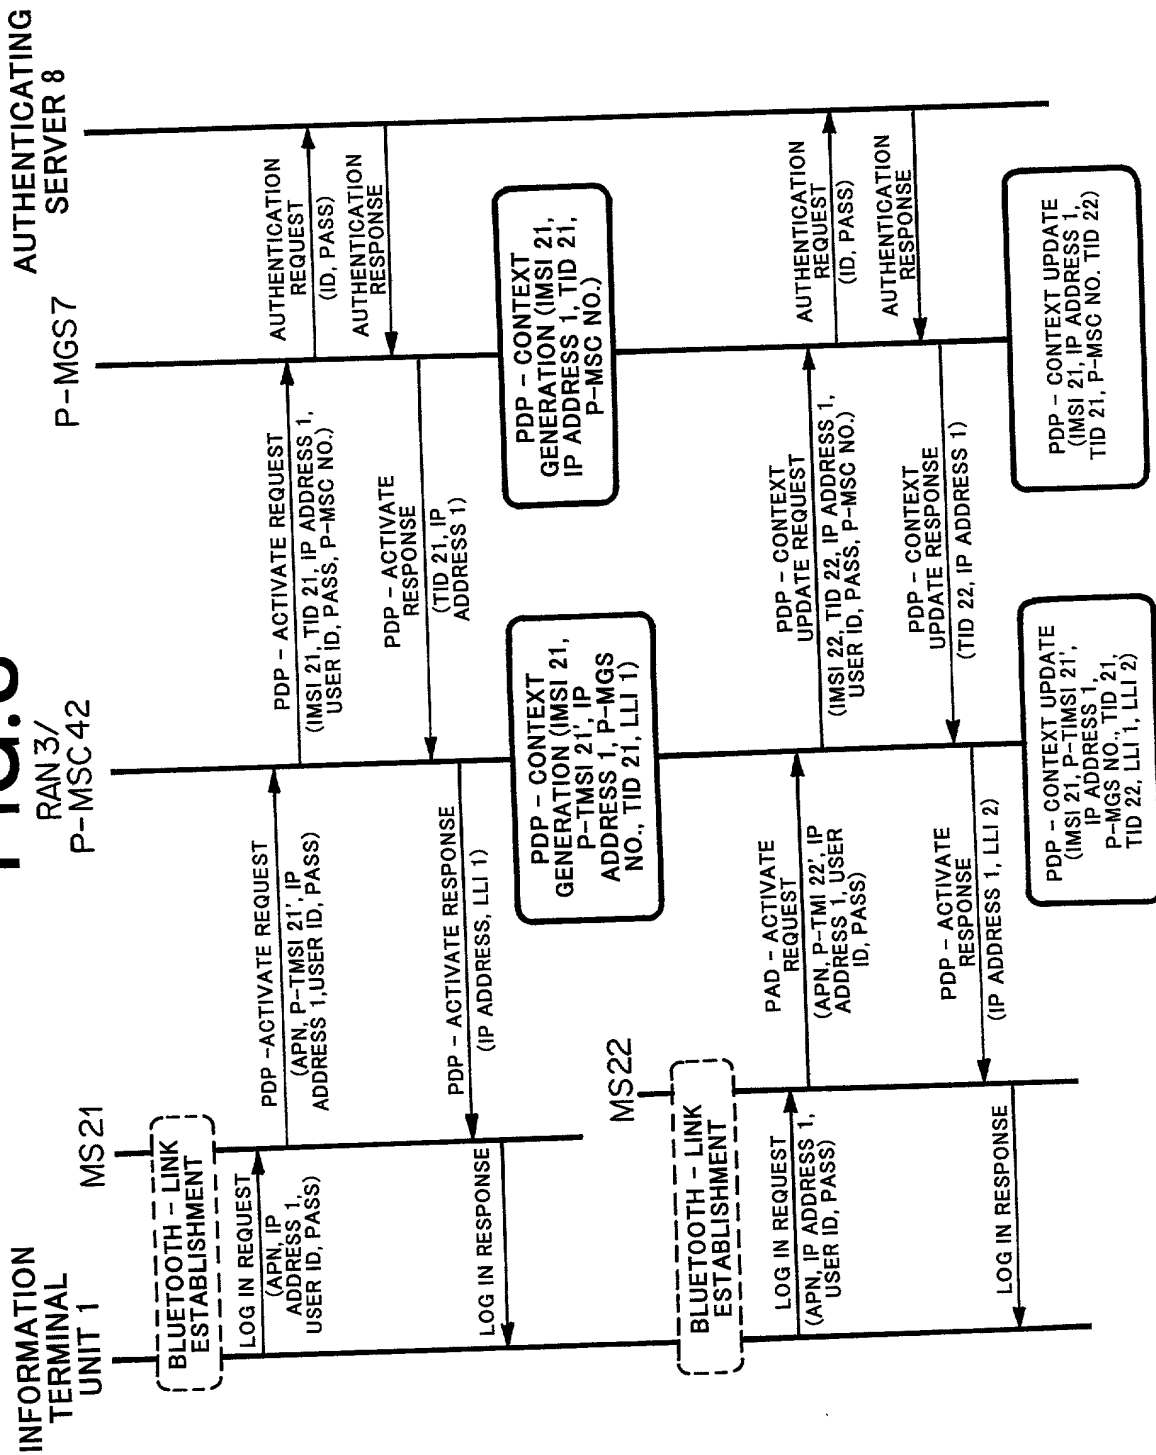 INFORMATION
TERMINAL
UNIT 1
MS21
RAN3/
P-MSC42
P-MGS7
AUTHENTICATING
SERVER 8
BLUETOOTH - LINK
ESTABLISHMENT
LOG IN REQUEST
(APN, IP
ADDRESS 1,
USER ID, PASS)
PDP -ACTIVATE REQUEST
(APN, P-TMSI 21', IP
ADDRESS 1,USER ID, PASS)
PDP - ACTIVATE REQUEST
(IMSI 21, TID 21, IP ADDRESS 1,
USER ID, PASS, P-MSC NO.)
AUTHENTICATION
REQUEST
(ID, PASS)
AUTHENTICATION
RESPONSE
PDP - ACTIVATE
RESPONSE
(TID 21, IP
ADDRESS 1)
PDP - ACTIVATE RESPONSE
(IP ADDRESS, LLI 1)
LOG IN RESPONSE
PDP - CONTEXT
GENERATION (IMSI 21,
P-TMSI 21', IP
ADDRESS 1, P-MGS
NO., TID 21, LLI 1)
PDP - CONTEXT
GENERATION (IMSI 21,
IP ADDRESS 1, TID 21,
P-MSC NO.)
MS22
BLUETOOTH - LINK
ESTABLISHMENT
LOG IN REQUEST
(APN, IP ADDRESS 1,
USER ID, PASS)
PAD - ACTIVATE
REQUEST
(APN, P-TMI 22', IP
ADDRESS 1, USER
ID, PASS)
PDP - CONTEXT
UPDATE REQUEST
(IMSI 22, TID 22, IP ADDRESS 1,
USER ID, PASS, P-MSC NO.)
AUTHENTICATION
REQUEST
(ID, PASS)
AUTHENTICATION
RESPONSE
PDP - CONTEXT
UPDATE RESPONSE
(TID 22, IP ADDRESS 1)
PDP - ACTIVATE
RESPONSE
(IP ADDRESS 1, LLI 2)
LOG IN RESPONSE
PDP - CONTEXT UPDATE
(IMSI 21, P-TIMSI 21',
IP ADDRESS 1,
P-MGS NO., TID 21,
TID 22, LLI 1, LLI 2)
PDP - CONTEXT UPDATE
(IMSI 21, IP ADDRESS 1,
TID 21, P-MSC NO. TID 22)